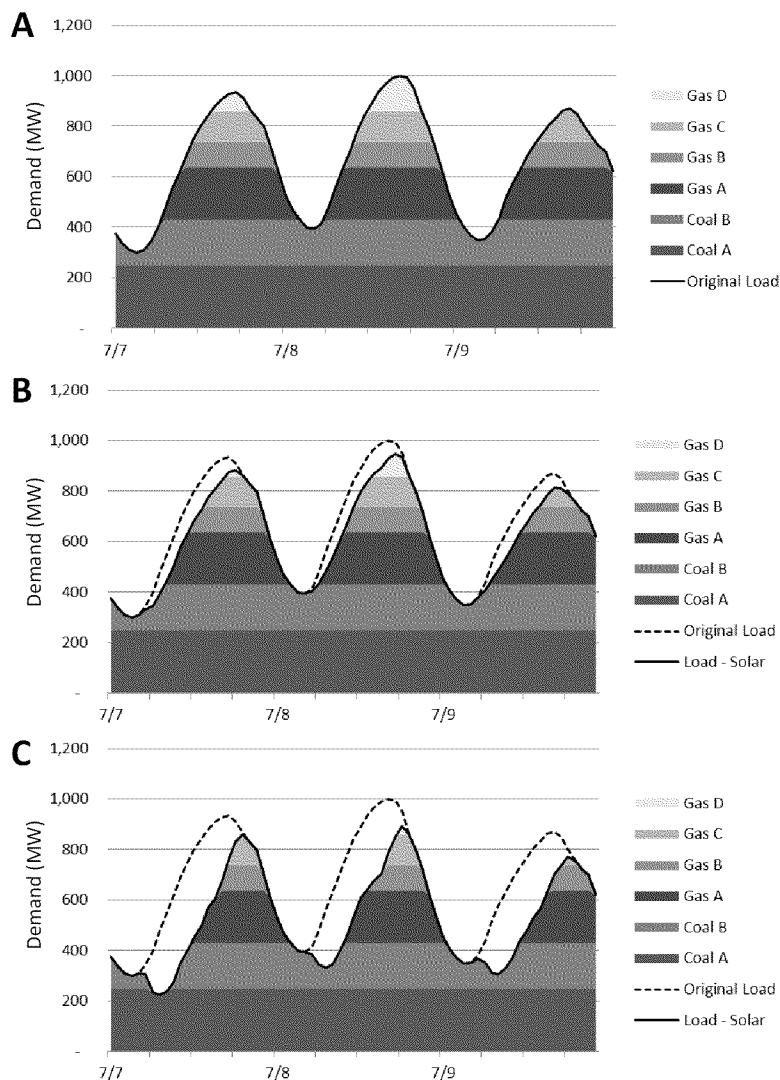 A
1,200
1,000
800
600
400
200
-
Demand (MW)
7/7
7/8
7/9
Gas D
Gas C
Gas B
Gas A
Coal B
Coal A
Original Load
B
1,200
1,000
800
600
400
200
-
Demand (MW)
7/7
7/8
7/9
Gas D
Gas C
Gas B
Gas A
Coal B
Coal A
Original Load
Load - Solar
C
1,200
1,000
800
600
400
200
-
Demand (MW)
7/7
7/8
7/9
Gas D
Gas C
Gas B
Gas A
Coal B
Coal A
Original Load
Load - Solar